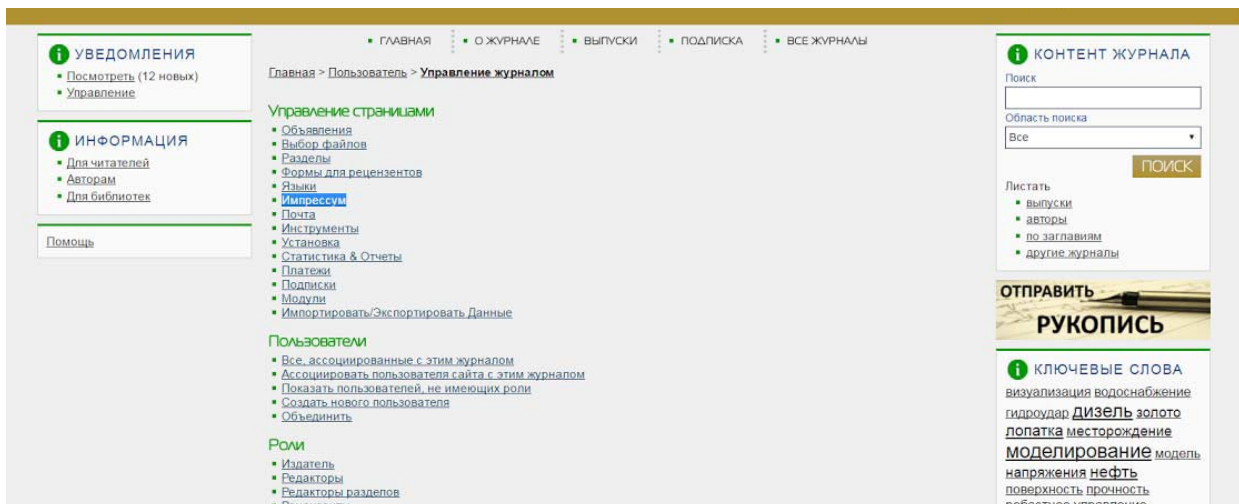 ГЛАВНАЯ О ЖУРНАЛЕ ВЫПУСКИ ПОДПИСКА ВСЕ ЖУРНАЛЫ
УВЕДОМЛЕНИЯ
Посмотреть (12 новых)
Управление
ИНФОРМАЦИЯ
Для читателей
Авторам
Для библиотек
Помощь
Главная > Пользователь > Управление журналом
Управление страницами
Объявления
Выбор файлов
Разделы
Формы для рецензентов
Языки
Импрессум
Почта
Инструменты
Установка
Статистика & Отчеты
Платежи
Подписки
Модули
Импортировать/Экспортировать Данные
Пользователи
Все, ассоциированные с этим журналом
Ассоциировать пользователя сайта с этим журналом
Показать пользователей, не имеющих роли
Создать нового пользователя
Объединить
Роли
Издатель
Редакторы
Редакторы разделов
КОНТЕНТ ЖУРНАЛА
Поиск
Область поиска
Все
ПОИСК
Листать
выпуски
авторы
по заглавиям
другие журналы
ОТПРАВИТЬ
РУКОПИСЬ
КЛЮЧЕВЫЕ СЛОВА
визуализация водоснабжение
гидроудар дизель золото
лопатка месторождение
моделирование модель
напряжения нефть
поверхность прочность